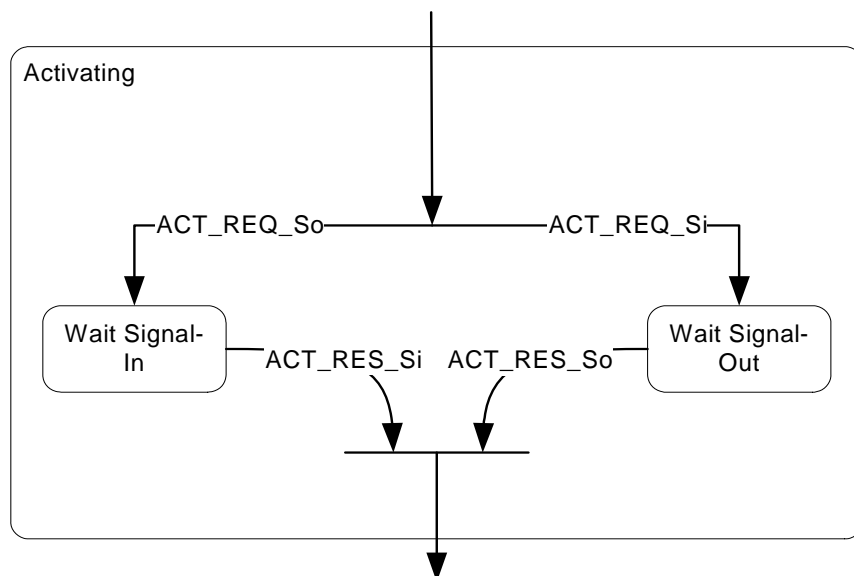 Activating
ACT_REQ_So
ACT_REQ_Si
Wait Signal-
In
Wait Signal-
Out
ACT_RES_Si
ACT_RES_So